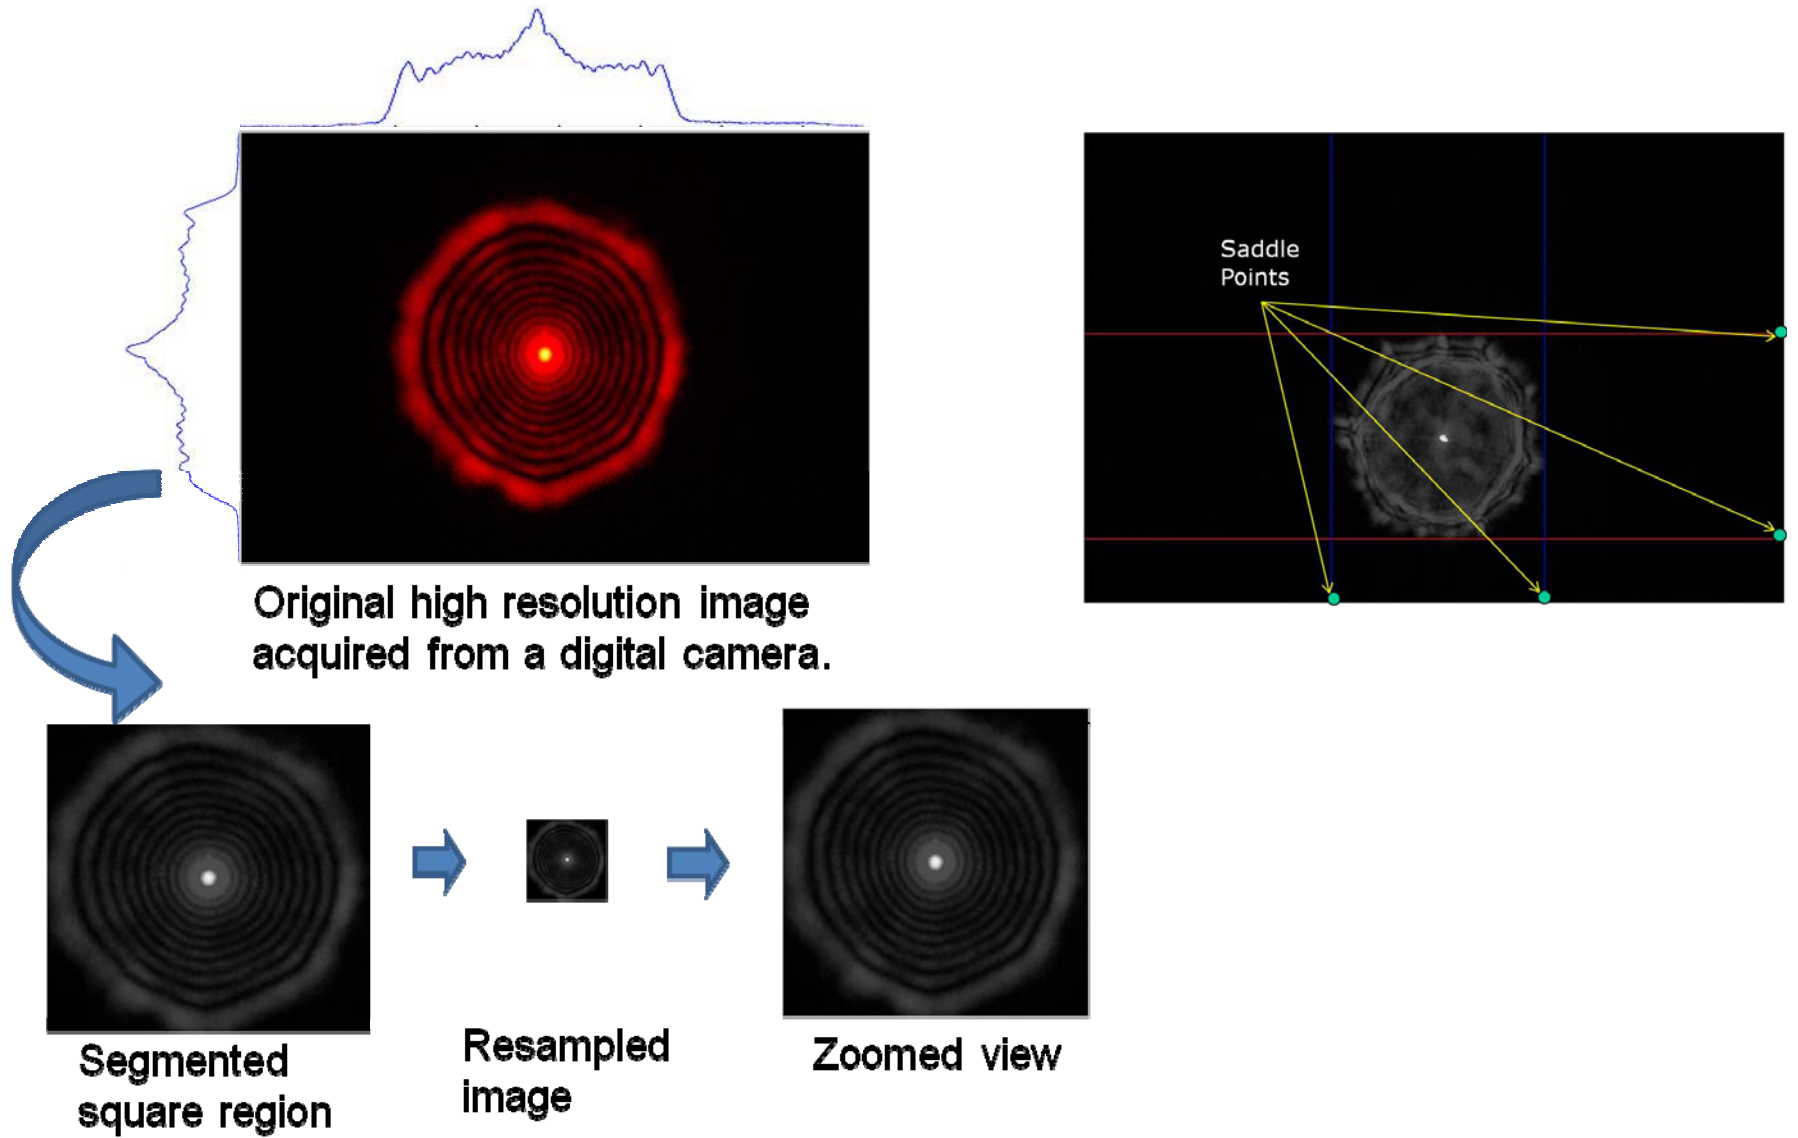 Saddle
Points
Original high resolution image
acquired from a digital camera.
Segmented
square region
Resampled
image
Zoomed view